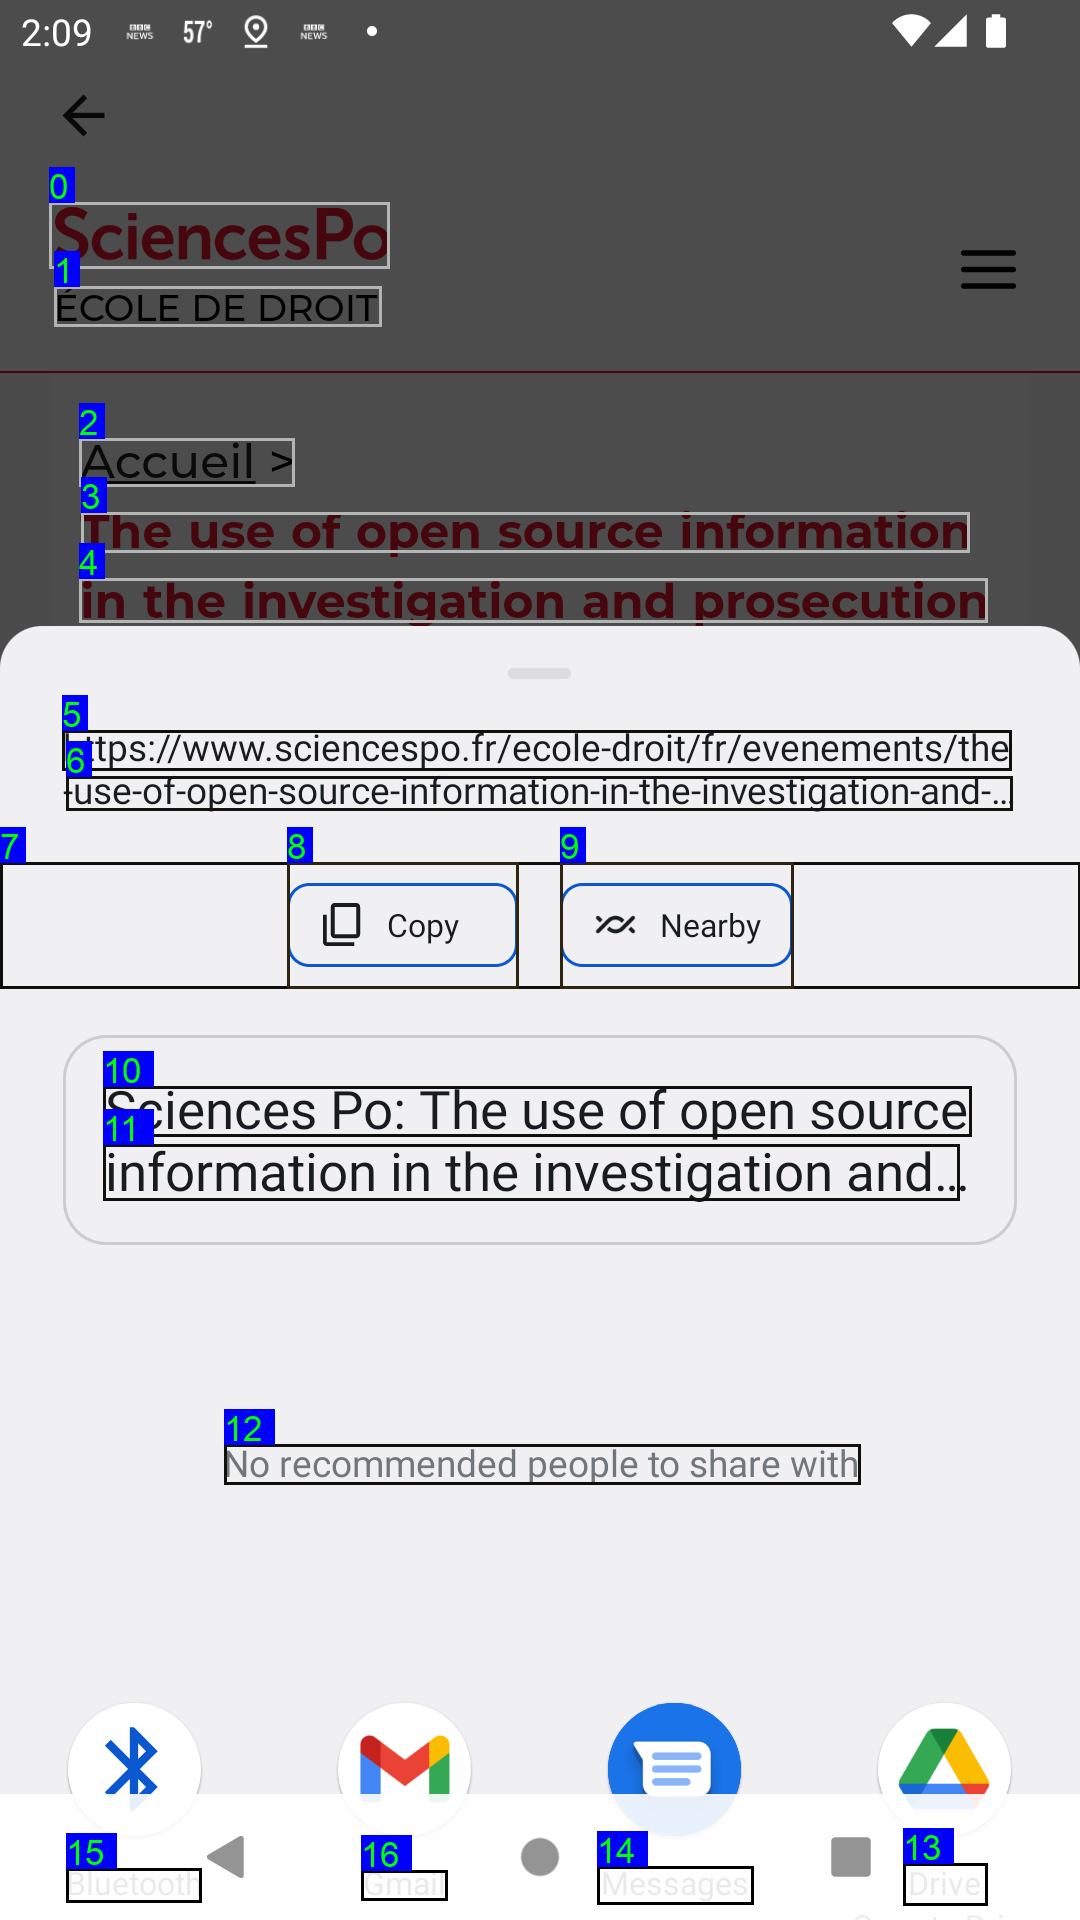 2:09 BBC NEWS 57° BBC NEWS
SciencesPo
ÉCOLE DE DROIT
Accueil >
The use of open source information
in the investigation and prosecution
https://www.sciencespo.fr/ecole-droit/fr/evenements/the
-use-of-open-source-information-in-the-investigation-and-...
Copy Nearby
Sciences Po: The use of open source
information in the investigation and...
No recommended people to share with
Bluetooth Gmail Messages Drive
0
1
2
3
4
5
6
7
8
9
10
11
12
15
16
14
13